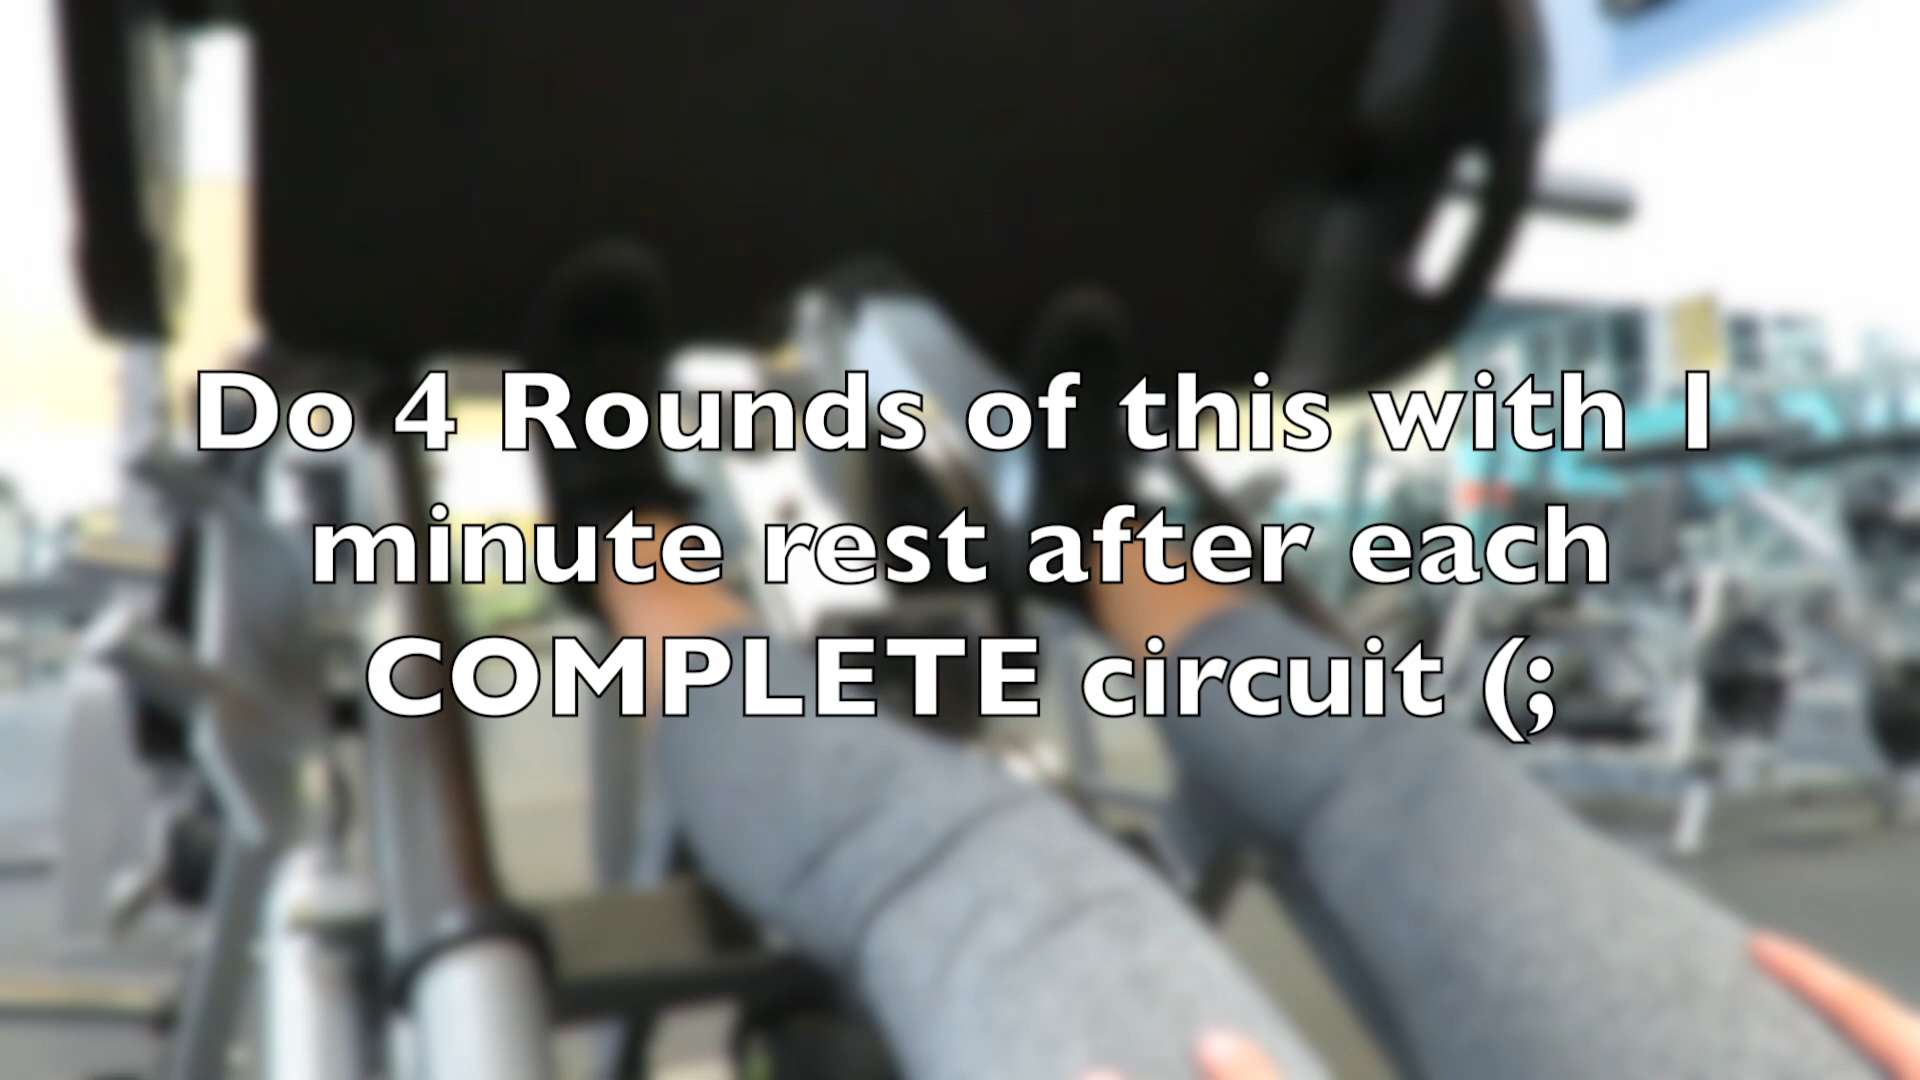 Do 4 Rounds of this with 1
minute rest after each
COMPLETE circuit (;